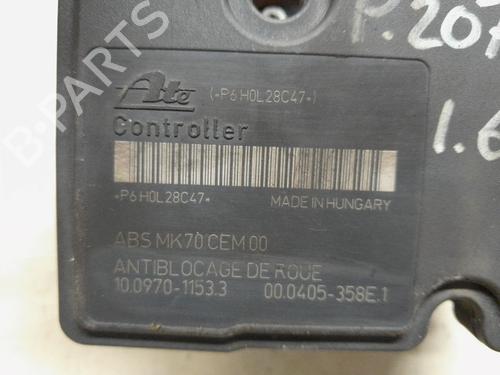 P.207
1.6
Ate (-P6H0L28C47-)
Controller
-P6H0L28C47- MADE IN HUNGARY
ABS MK70 CEM 00
ANTIBLOCAGE DE ROUE
10.0970-1153.3 00.0405-358E.1
B-PARTS